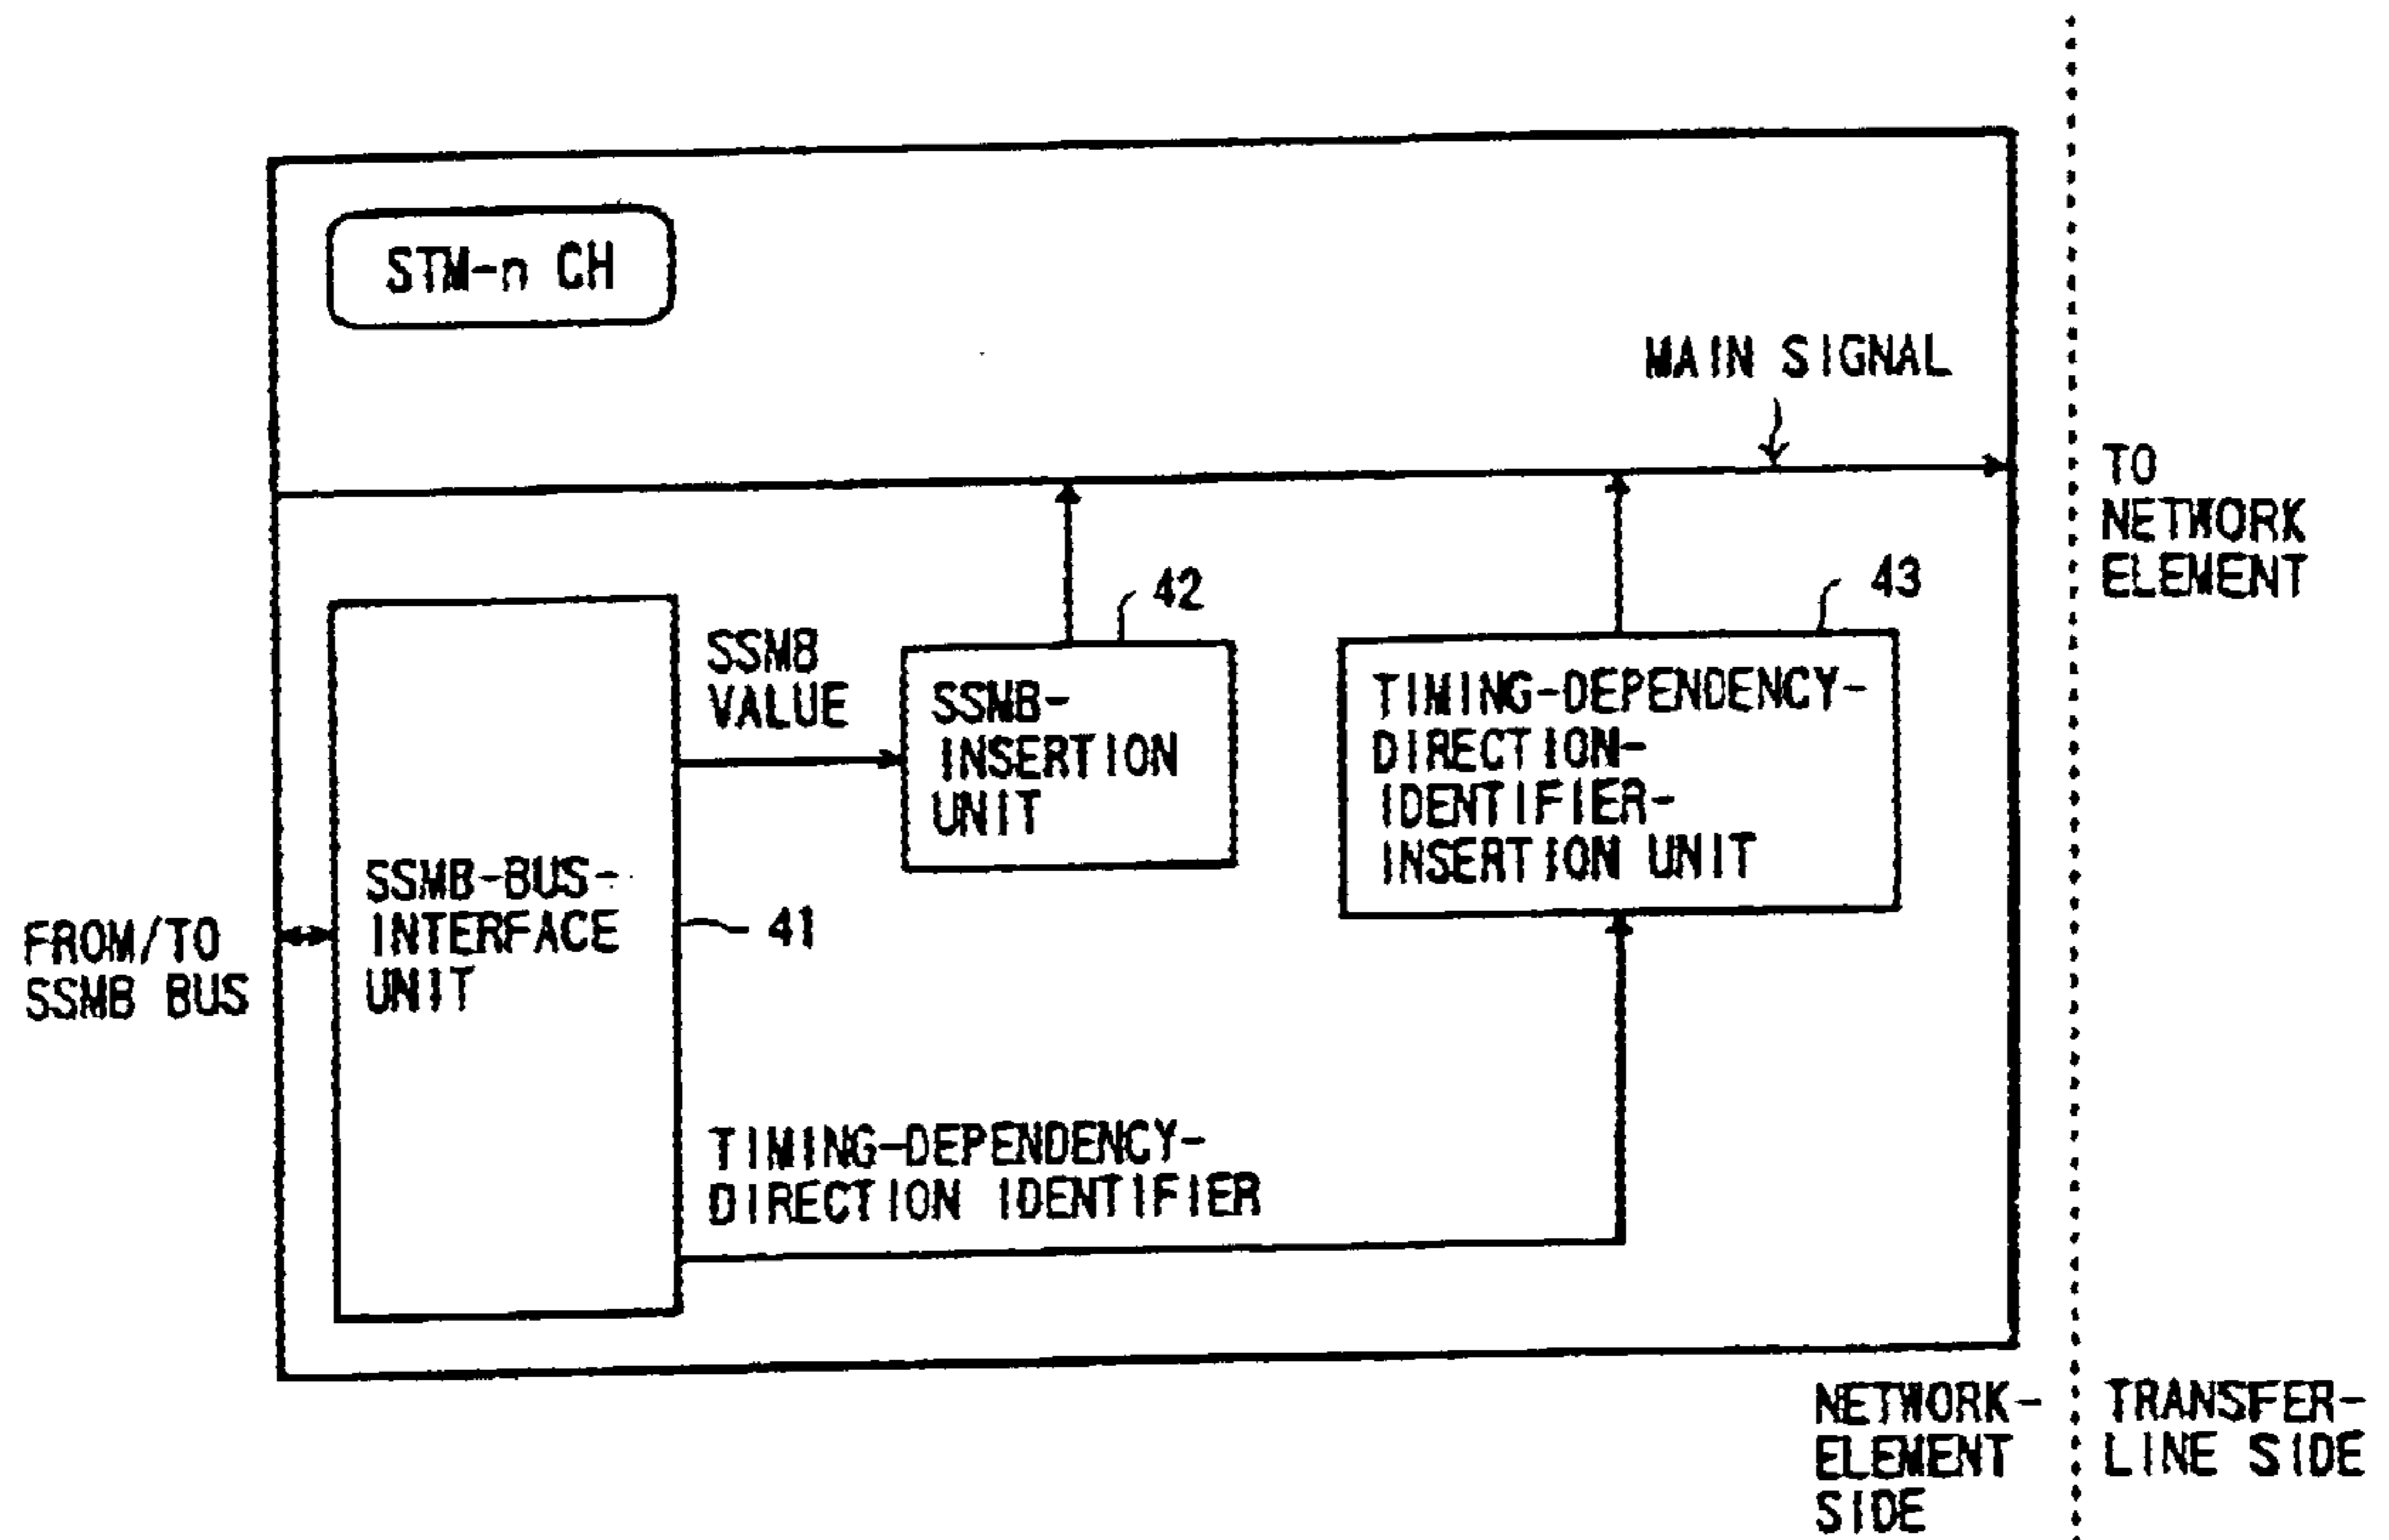 STM-n CH
MAIN SIGNAL
TO
NETWORK
ELEMENT
42
43
SSMB
VALUE
SSMB-
INSERTION
UNIT
TIMING-DEPENDENCY-
DIRECTION-
IDENTIFIER-
INSERTION UNIT
SSMB-BUS-
INTERFACE
UNIT
41
FROM/TO
SSMB BUS
TIMING-DEPENDENCY-
DIRECTION IDENTIFIER
NETWORK-
ELEMENT
SIDE
TRANSFER-
LINE SIDE